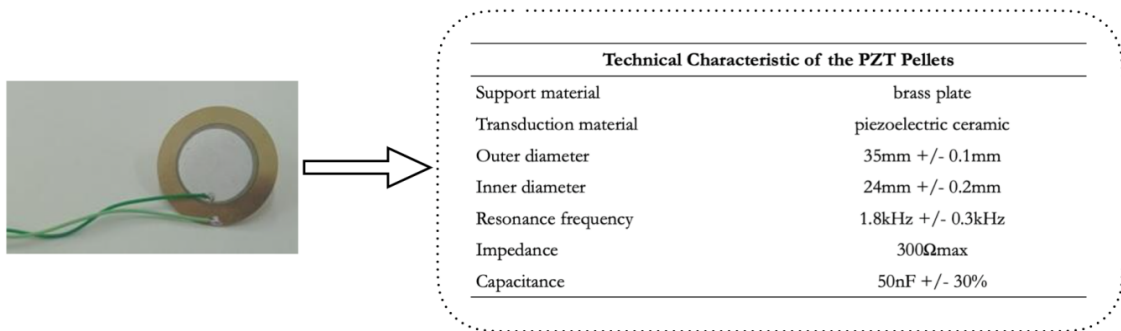 Technical Characteristic of the PZT Pellets
Support material brass plate
Transduction material piezoelectric ceramic
Outer diameter 35mm +/- 0.1mm
Inner diameter 24mm +/- 0.2mm
Resonance frequency 1.8kHz +/- 0.3kHz
Impedance 300Ωmax
Capacitance 50nF +/- 30%